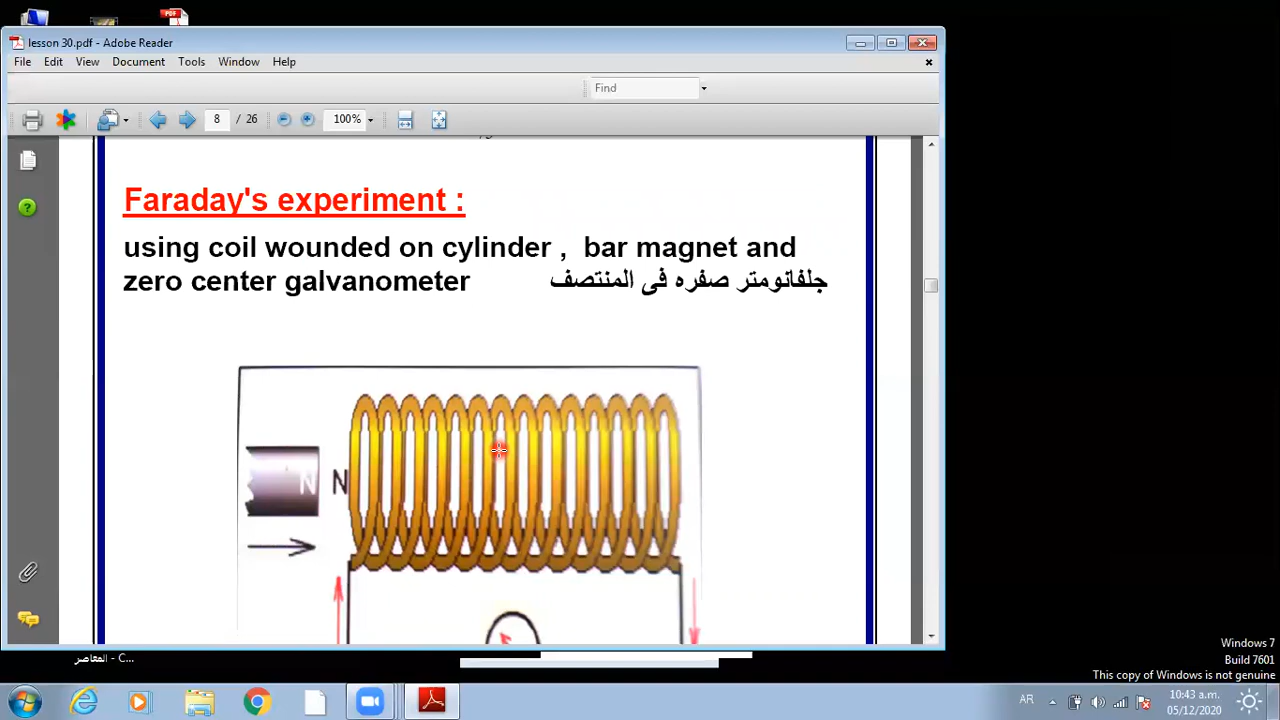 lesson 30.pdf - Adobe Reader
File Edit View Document Tools Window Help
Find
8 / 26 100%
Faraday's experiment :
using coil wounded on cylinder , bar magnet and
zero center galvanometer جلفانومتر صفره فى المنتصف
N N
المعاصر - C...
Windows 7
Build 7601
This copy of Windows is not genuine
AR 10:43 a.m.
05/12/2020